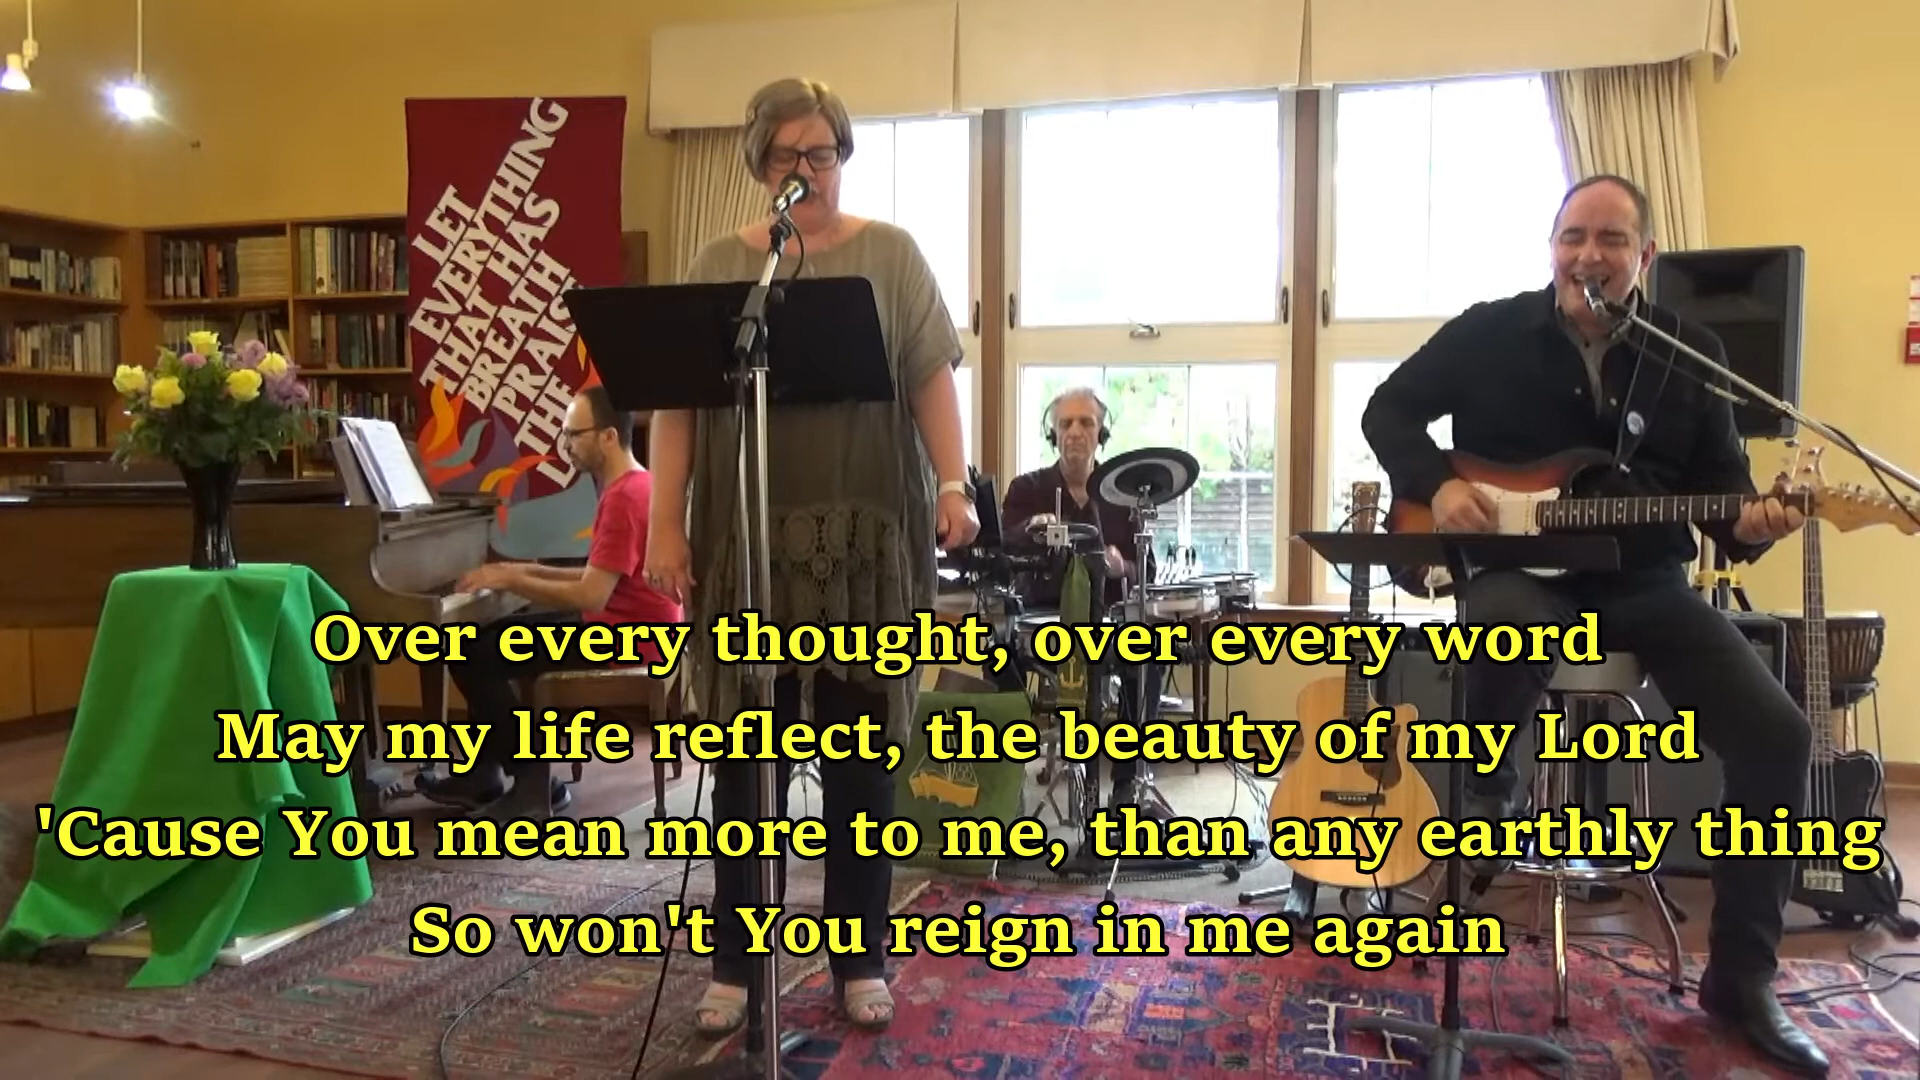 LET
EVERYTHING
THAT HAS
BREATH
PRAISE
THE
Over every thought, over every word
May my life reflect, the beauty of my Lord
'Cause You mean more to me, than any earthly thing
So won't You reign in me again